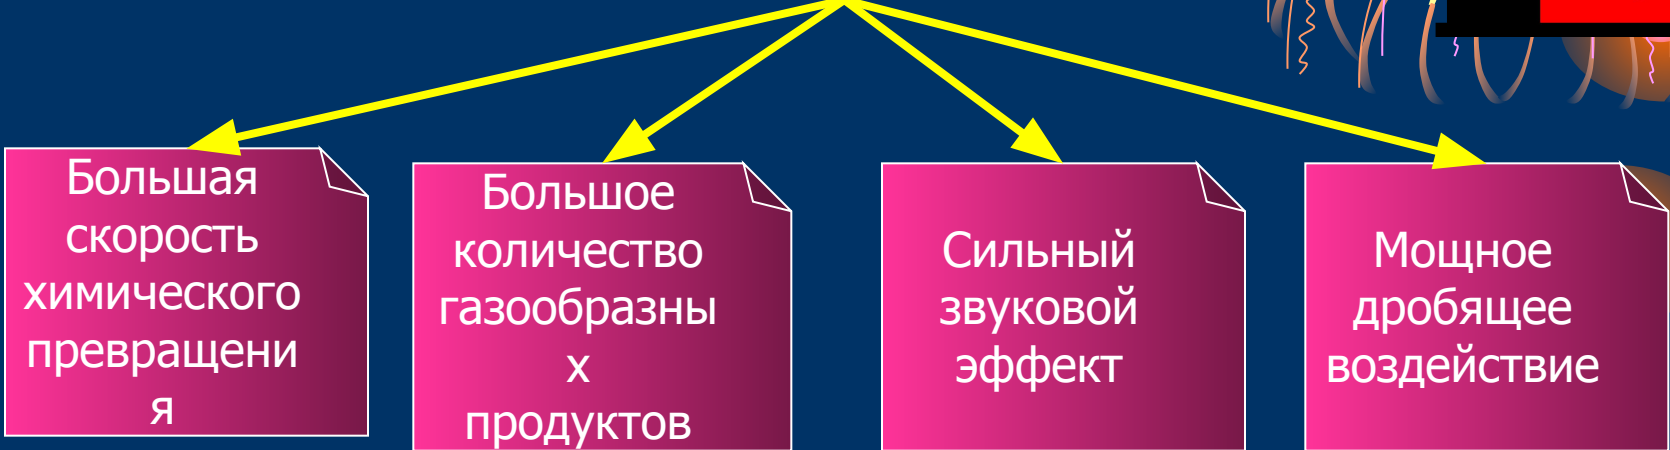 Большая
скорость
химического
превращени
я
Большое
количество
газообразны
х
продуктов
Сильный
звуковой
эффект
Мощное
дробящее
воздействие